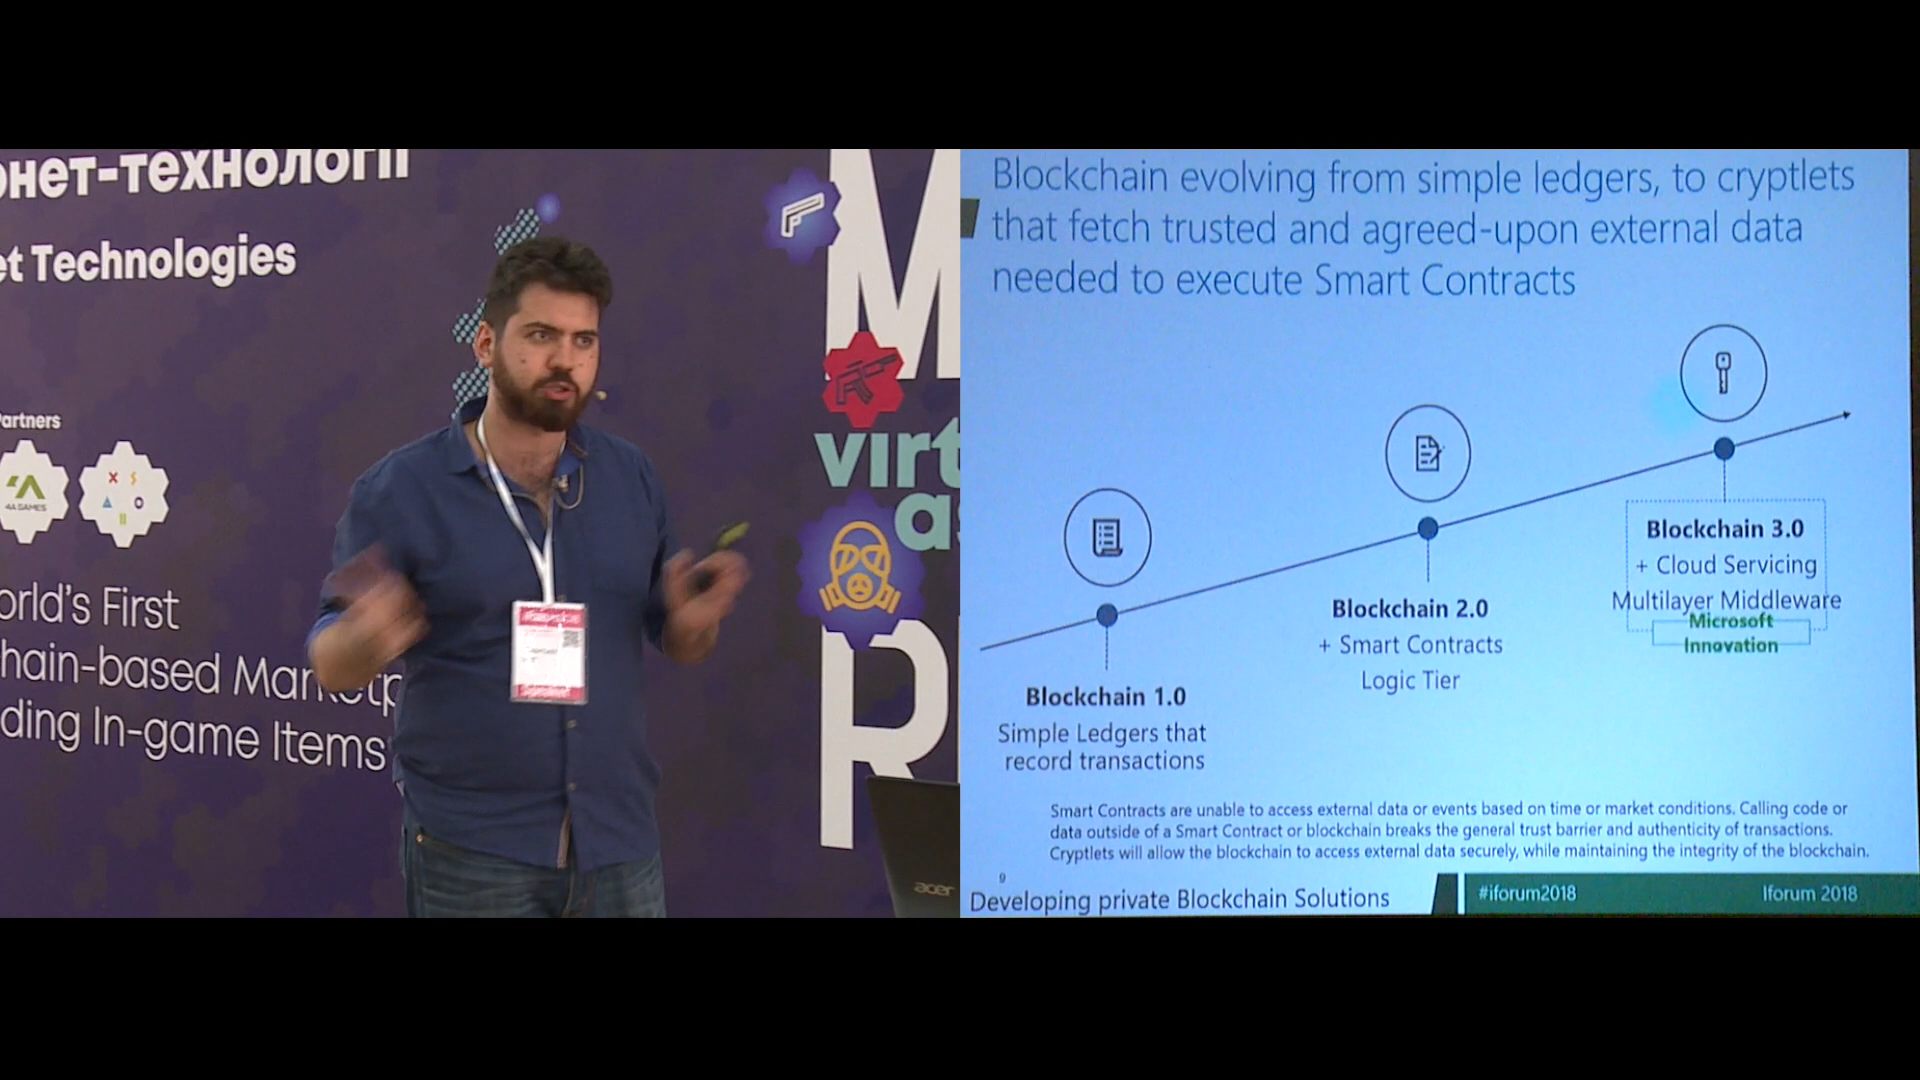 нет-технології
et Technologies
artners
4A GAMES
orld's First
hain-based Marketp
ding In-game Items
M
virt
a
R
acer
Blockchain evolving from simple ledgers, to cryptlets
that fetch trusted and agreed-upon external data
needed to execute Smart Contracts
Blockchain 1.0
Simple Ledgers that
record transactions
Blockchain 2.0
+ Smart Contracts
Logic Tier
Blockchain 3.0
+ Cloud Servicing
Multilayer Middleware
Microsoft
Innovation
Smart Contracts are unable to access external data or events based on time or market conditions. Calling code or
data outside of a Smart Contract or blockchain breaks the general trust barrier and authenticity of transactions.
Cryptlets will allow the blockchain to access external data securely, while maintaining the integrity of the blockchain.
9
Developing private Blockchain Solutions
#iforum2018
Iforum 2018